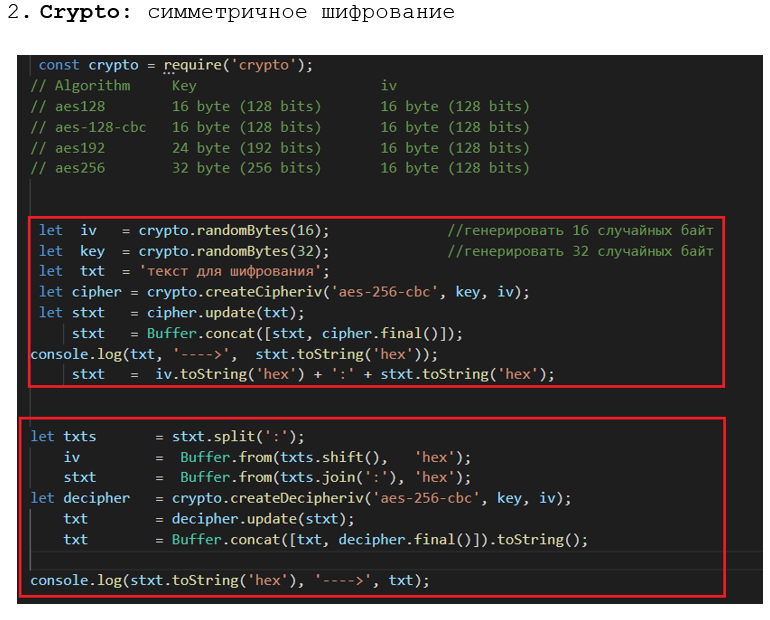 2. Crypto: симметричное шифрование
const crypto = require('crypto');
// Algorithm     Key                      iv
// aes128        16 byte (128 bits)       16 byte (128 bits)
// aes-128-cbc   16 byte (128 bits)       16 byte (128 bits)
// aes192        24 byte (192 bits)       16 byte (128 bits)
// aes256        32 byte (256 bits)       16 byte (128 bits)
let  iv   = crypto.randomBytes(16);              //генерировать 16 случайных байт
let  key  = crypto.randomBytes(32);              //генерировать 32 случайных байт
let  txt  = 'текст для шифрования';
let cipher = crypto.createCipheriv('aes-256-cbc', key, iv);
let stxt   = cipher.update(txt);
    stxt   = Buffer.concat([stxt, cipher.final()]);
console.log(txt, '---->',  stxt.toString('hex'));
    stxt   =  iv.toString('hex') + ':' + stxt.toString('hex');
let txts       = stxt.split(':');
    iv         =  Buffer.from(txts.shift(),   'hex');
    stxt       =  Buffer.from(txts.join(':'), 'hex');
let decipher   = crypto.createDecipheriv('aes-256-cbc', key, iv);
    txt        = decipher.update(stxt);
    txt        = Buffer.concat([txt, decipher.final()]).toString();
console.log(stxt.toString('hex'), '---->', txt);